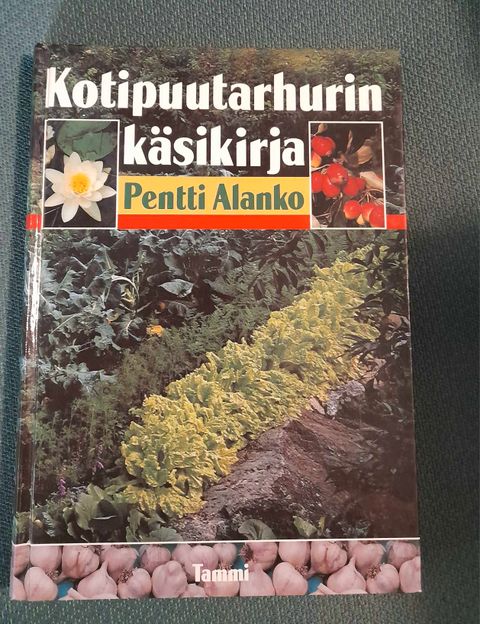 Kotipuutarhurin
käsikirja
Pentti Alanko
Tammi